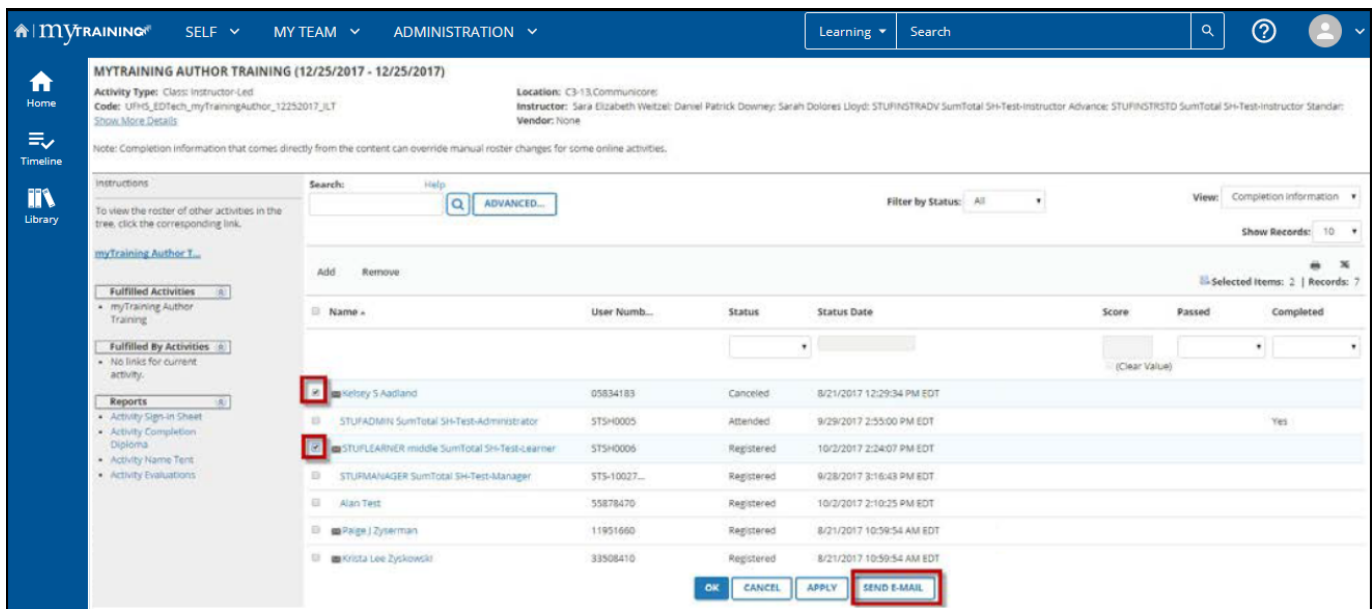 myTRAINING SELF MY TEAM ADMINISTRATION Learning Search
Home
Timeline
Library
MYTRAINING AUTHOR TRAINING (12/25/2017 - 12/25/2017)
Activity Type: Class: Instructor-Led
Code: UFHS_EDTech_myTrainingAuthor_12252017_ILT
Show More Details
Location: C3-13,Communicore;
Instructor: Sara Elizabeth Weitzel; Daniel Patrick Downey; Sarah Dolores Lloyd; STUFINSTRADV SumTotal SH-Test-Instructor Advance; STUFINSTRSTD SumTotal SH-Test-Instructor Standar;
Vendor: None
Note: Completion information that comes directly from the content can override manual roster changes for some online activities.
Instructions
To view the roster of other activities in the
tree, click the corresponding link.
myTraining Author T...
Fulfilled Activities
myTraining Author
Training
Fulfilled By Activities
No links for current
activity.
Reports
Activity Sign-In Sheet
Activity Completion
Diploma
Activity Name Tent
Activity Evaluations
Search: Help
ADVANCED...
Filter by Status: All
View: Completion Information
Show Records: 10
Add Remove
Selected Items: 2 | Records: 7
Name User Numb... Status Status Date Score Passed Completed
(Clear Value)
Kelsey S Aadland 05834183 Canceled 8/21/2017 12:29:34 PM EDT
STUFADMIN SumTotal SH-Test-Administrator STSH0005 Attended 9/29/2017 2:55:00 PM EDT Yes
STUFLEARNER middle SumTotal SH-Test-Learner STSH0006 Registered 10/2/2017 2:24:07 PM EDT
STUFMANAGER SumTotal SH-Test-Manager STS-10027... Registered 9/28/2017 3:16:43 PM EDT
Alan Test 55878470 Registered 10/2/2017 2:10:25 PM EDT
Paige J Zyserman 11951660 Registered 8/21/2017 10:59:54 AM EDT
Krista Lee Zyskowski 33508410 Registered 8/21/2017 10:59:54 AM EDT
OK CANCEL APPLY SEND E-MAIL